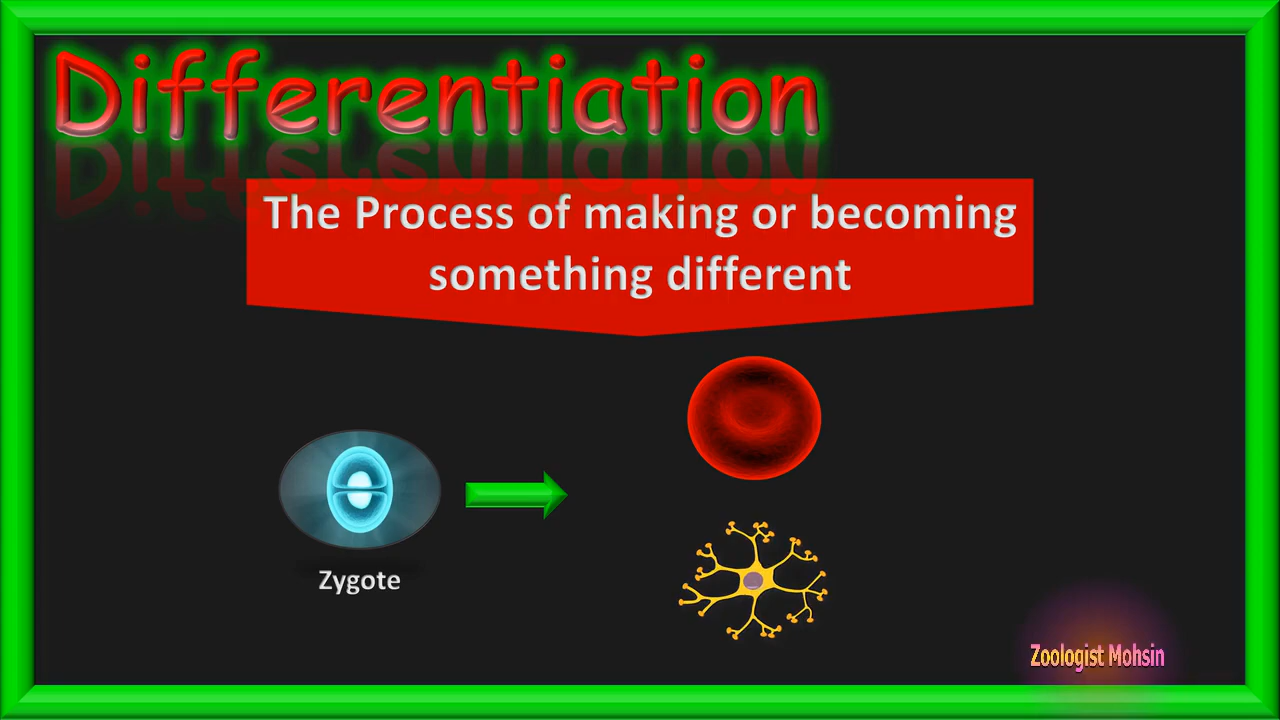 Differentiation
The Process of making or becoming
something different
Zygote
Zoologist Mohsin